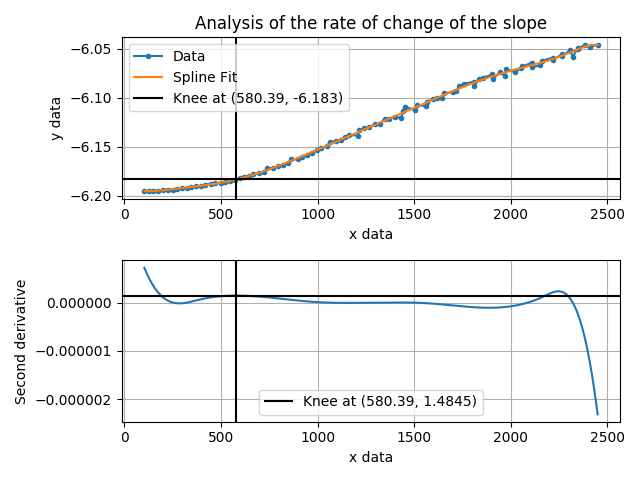 Analysis of the rate of change of the slope
−6.05
−6.10
−6.15
−6.20
y data
Data
Spline Fit
Knee at (580.39, -6.183)
0
500
1000
1500
2000
2500
x data
0.000000
−0.000001
−0.000002
Second derivative
Knee at (580.39, 1.4845)
0
500
1000
1500
2000
2500
x data